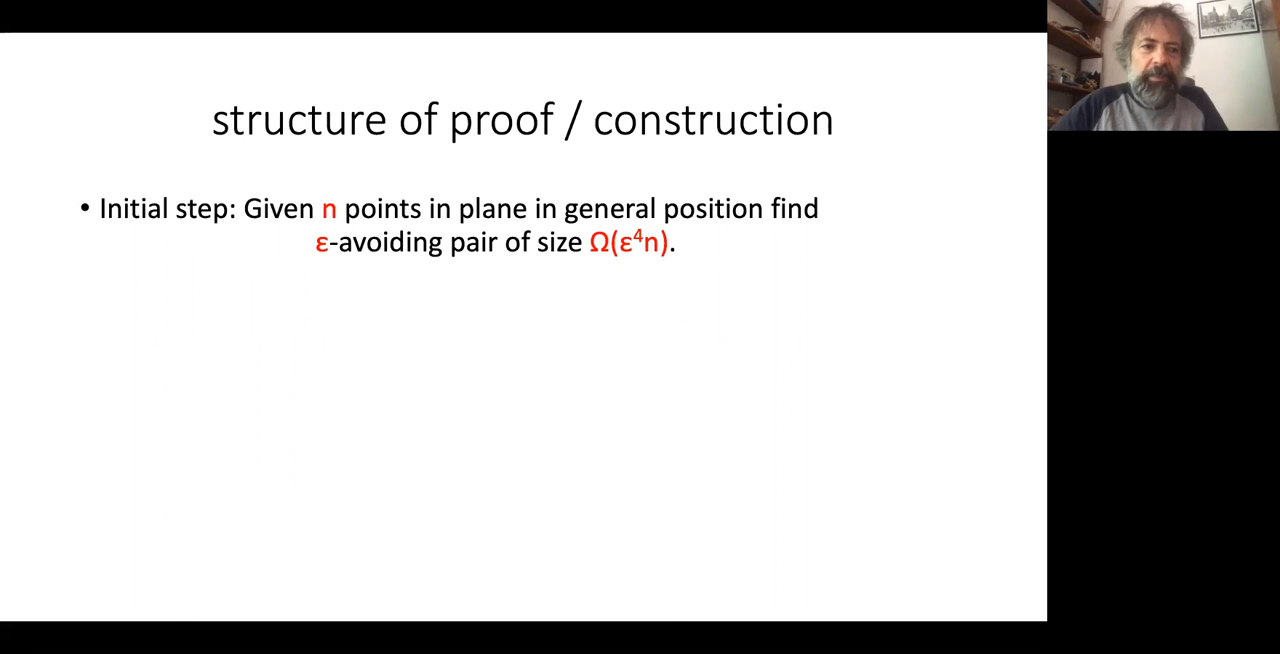 structure of proof / construction
• Initial step: Given n points in plane in general position find
ε-avoiding pair of size Ω(ε⁴n).